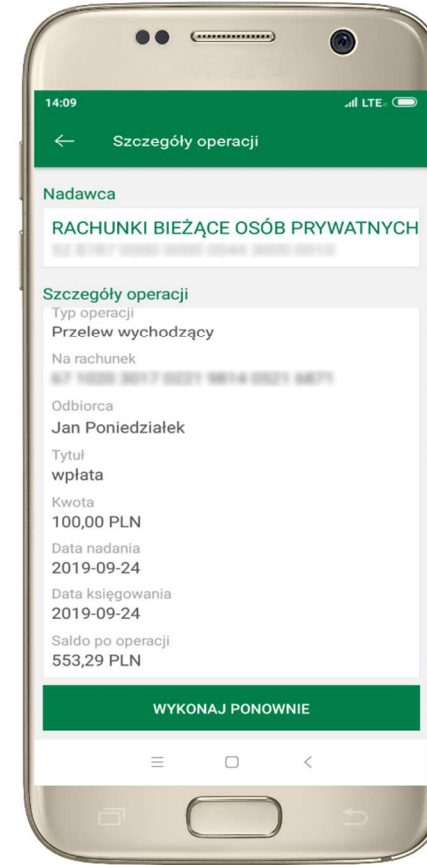 14:09
LTE
Szczegóły operacji
Nadawca
RACHUNKI BIEŻĄCE OSÓB PRYWATNYCH
Szczegóły operacji
Typ operacji
Przelew wychodzący
Na rachunek
Odbiorca
Jan Poniedziałek
Tytuł
wpłata
Kwota
100,00 PLN
Data nadania
2019-09-24
Data księgowania
2019-09-24
Saldo po operacji
553,29 PLN
WYKONAJ PONOWNIE